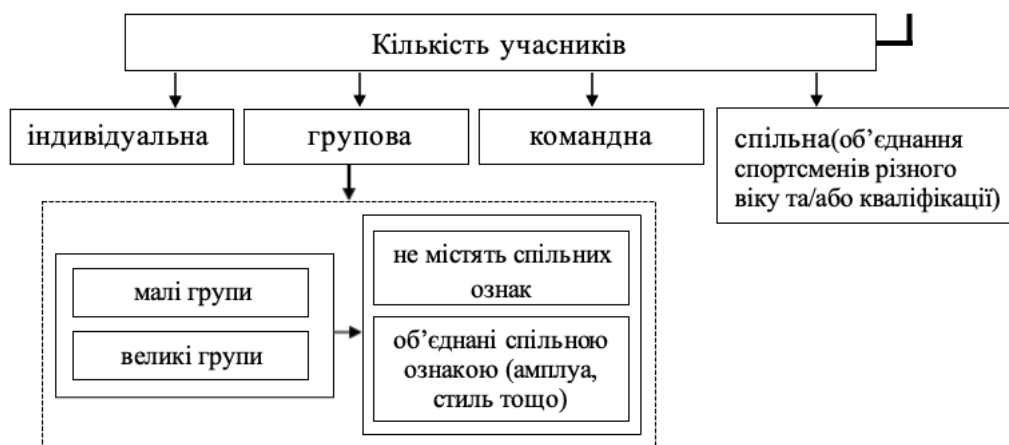 Кількість учасників
індивідуальна
групова
командна
спільна(об’єднання
спортсменів різного
віку та/або кваліфікації)
малі групи
великі групи
не містять спільних
ознак
об’єднані спільною
ознакою (амплуа,
стиль тощо)